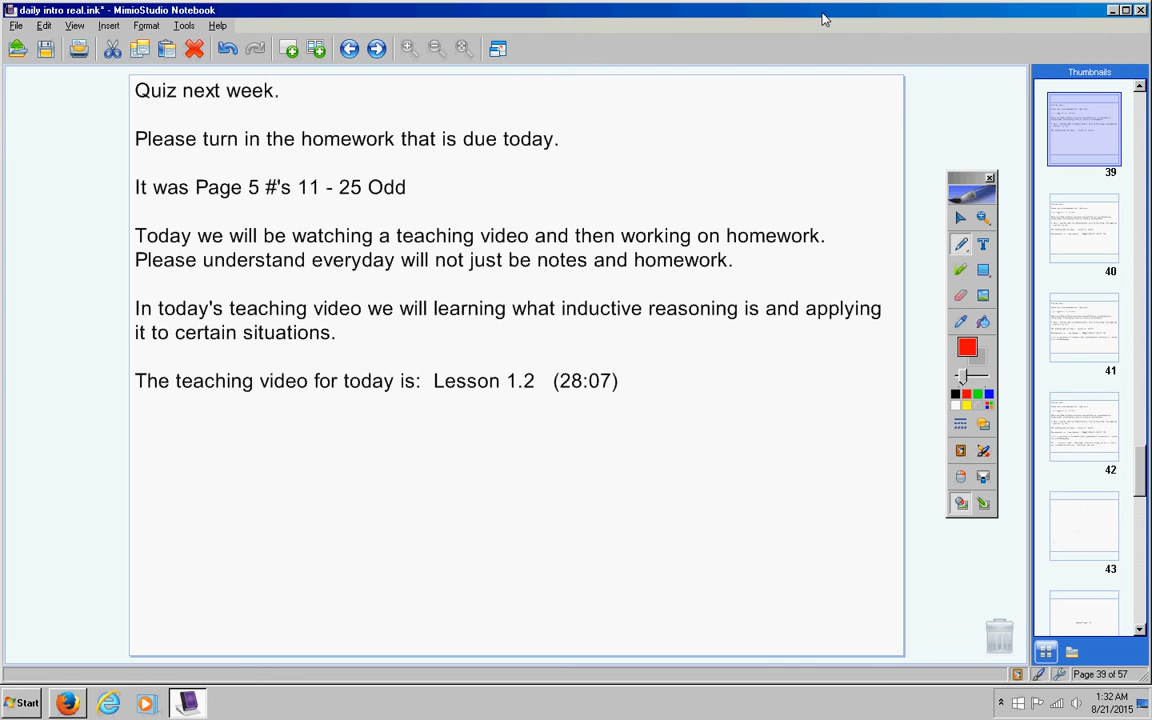 daily intro real.ink* - MimioStudio Notebook
File Edit View Insert Format Tools Help
Quiz next week.
Please turn in the homework that is due today.
It was Page 5 #'s 11 - 25 Odd
Today we will be watching a teaching video and then working on homework.
Please understand everyday will not just be notes and homework.
In today's teaching video we will learning what inductive reasoning is and applying
it to certain situations.
The teaching video for today is: Lesson 1.2 (28:07)
Thumbnails
39
40
41
42
43
Page 39 of 57
Start
1:32 AM
8/21/2015